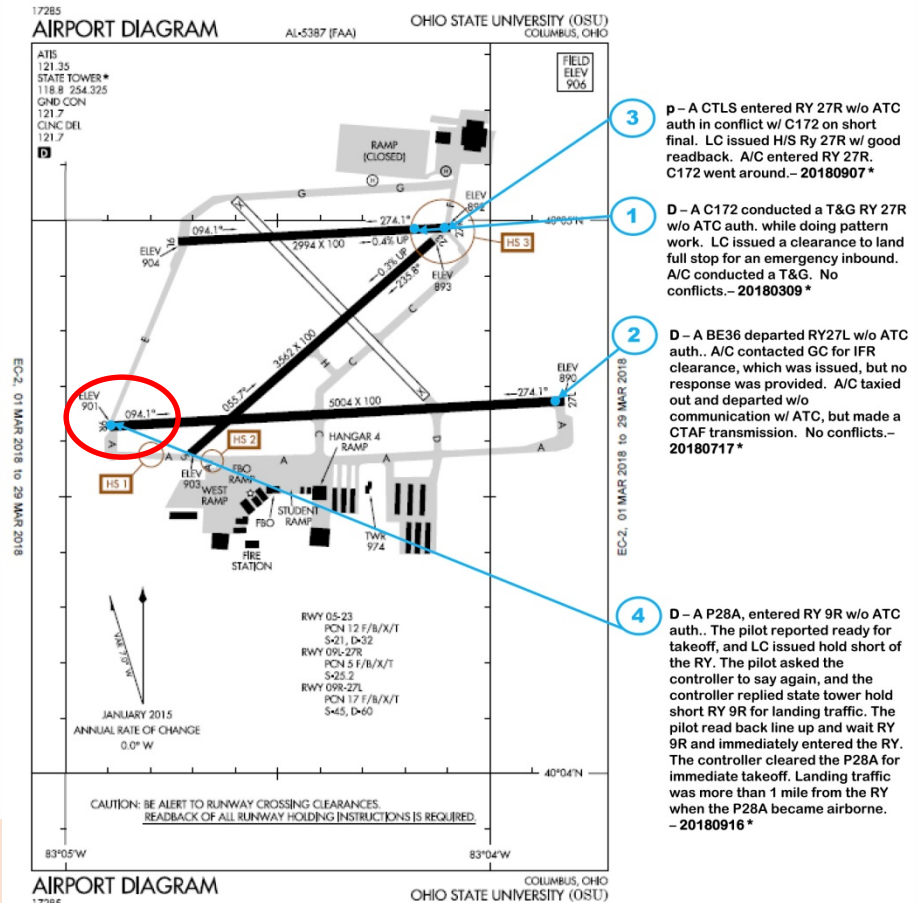 17285
AIRPORT DIAGRAM
AL-5387 (FAA)
OHIO STATE UNIVERSITY (OSU)
COLUMBUS, OHIO
ATIS
121.35
STATE TOWER★
118.8 254.325
GND CON
121.7
CLNC DEL
121.7
D
FIELD
ELEV
906
RAMP
(CLOSED)
H
H
G
G
E
ELEV
892
40°05'N
X
274.1°
094.1°
2994 X 100
0.4% UP
HS 3
ELEV
904
0.3% UP
235.8°
ELEV
893
C
C
E
H
3562 X 100
055.7°
X
ELEV
901
094.1°
5004 X 100
274.1°
ELEV
890
27L
A
HS 1
A
HS 2
A
ELEV
903
C
A
D
A
A
HANGAR 4
RAMP
WEST
RAMP
FBO
RAMP
FBO
STUDENT
RAMP
TWR
974
FIRE
STATION
EC-2, 01 MAR 2018 to 29 MAR 2018
EC-2, 01 MAR 2018 to 29 MAR 2018
VAR 7.0° W
JANUARY 2015
ANNUAL RATE OF CHANGE
0.0° W
RWY 05-23
PCN 12 F/B/X/T
S-21, D-32
RWY 09L-27R
PCN 5 F/B/X/T
S-25.2
RWY 09R-27L
PCN 17 F/B/X/T
S-45, D-60
40°04'N
CAUTION: BE ALERT TO RUNWAY CROSSING CLEARANCES.
READBACK OF ALL RUNWAY HOLDING INSTRUCTIONS IS REQUIRED.
83°05'W
83°04'W
AIRPORT DIAGRAM
17285
COLUMBUS, OHIO
OHIO STATE UNIVERSITY (OSU)
3
p – A CTLS entered RY 27R w/o ATC
auth in conflict w/ C172 on short
final. LC issued H/S Ry 27R w/ good
readback. A/C entered RY 27R.
C172 went around.– 20180907 *
1
D – A C172 conducted a T&G RY 27R
w/o ATC auth. while doing pattern
work. LC issued a clearance to land
full stop for an emergency inbound.
A/C conducted a T&G. No
conflicts.– 20180309 *
2
D – A BE36 departed RY27L w/o ATC
auth.. A/C contacted GC for IFR
clearance, which was issued, but no
response was provided. A/C taxied
out and departed w/o
communication w/ ATC, but made a
CTAF transmission. No conflicts.–
20180717 *
4
D – A P28A, entered RY 9R w/o ATC
auth.. The pilot reported ready for
takeoff, and LC issued hold short of
the RY. The pilot asked the
controller to say again, and the
controller replied state tower hold
short RY 9R for landing traffic. The
pilot read back line up and wait RY
9R and immediately entered the RY.
The controller cleared the P28A for
immediate takeoff. Landing traffic
was more than 1 mile from the RY
when the P28A became airborne.
– 20180916 *